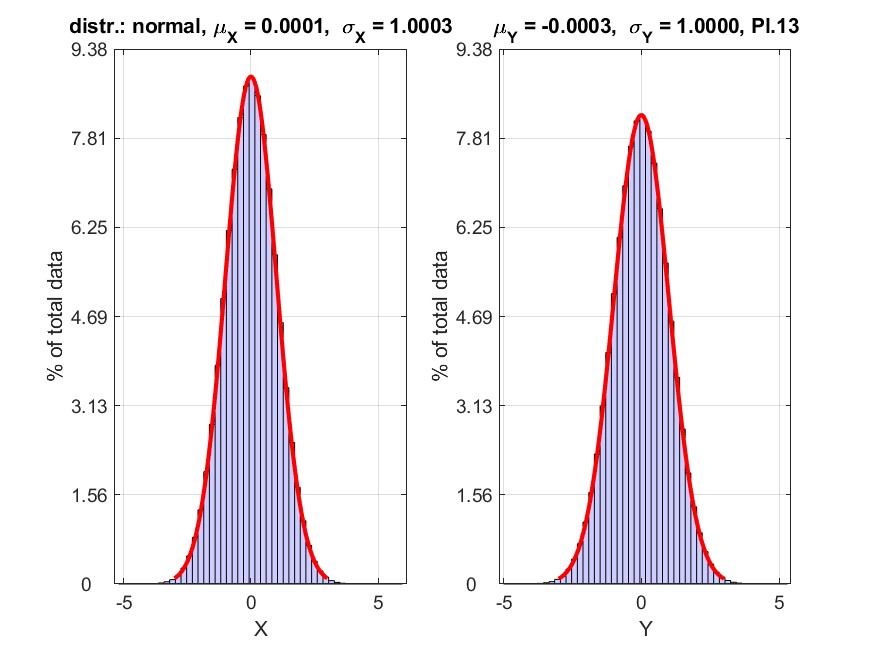 distr.: normal, μX = 0.0001, σX = 1.0003
μY = -0.0003, σY = 1.0000, Pl.13
9.38
7.81
6.25
4.69
3.13
1.56
0
% of total data
-5 0 5
X
9.38
7.81
6.25
4.69
3.13
1.56
0
% of total data
-5 0 5
Y